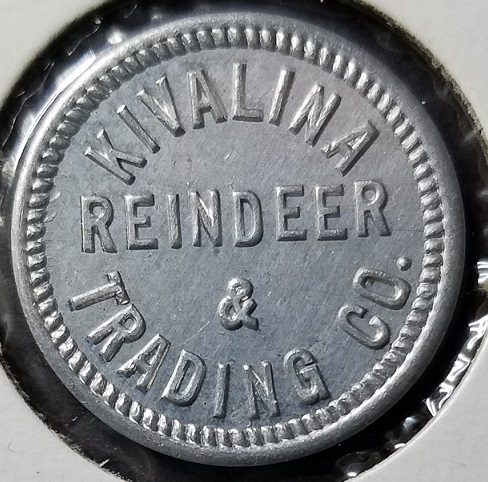 KIVALINA
REINDEER
&
TRADING CO.